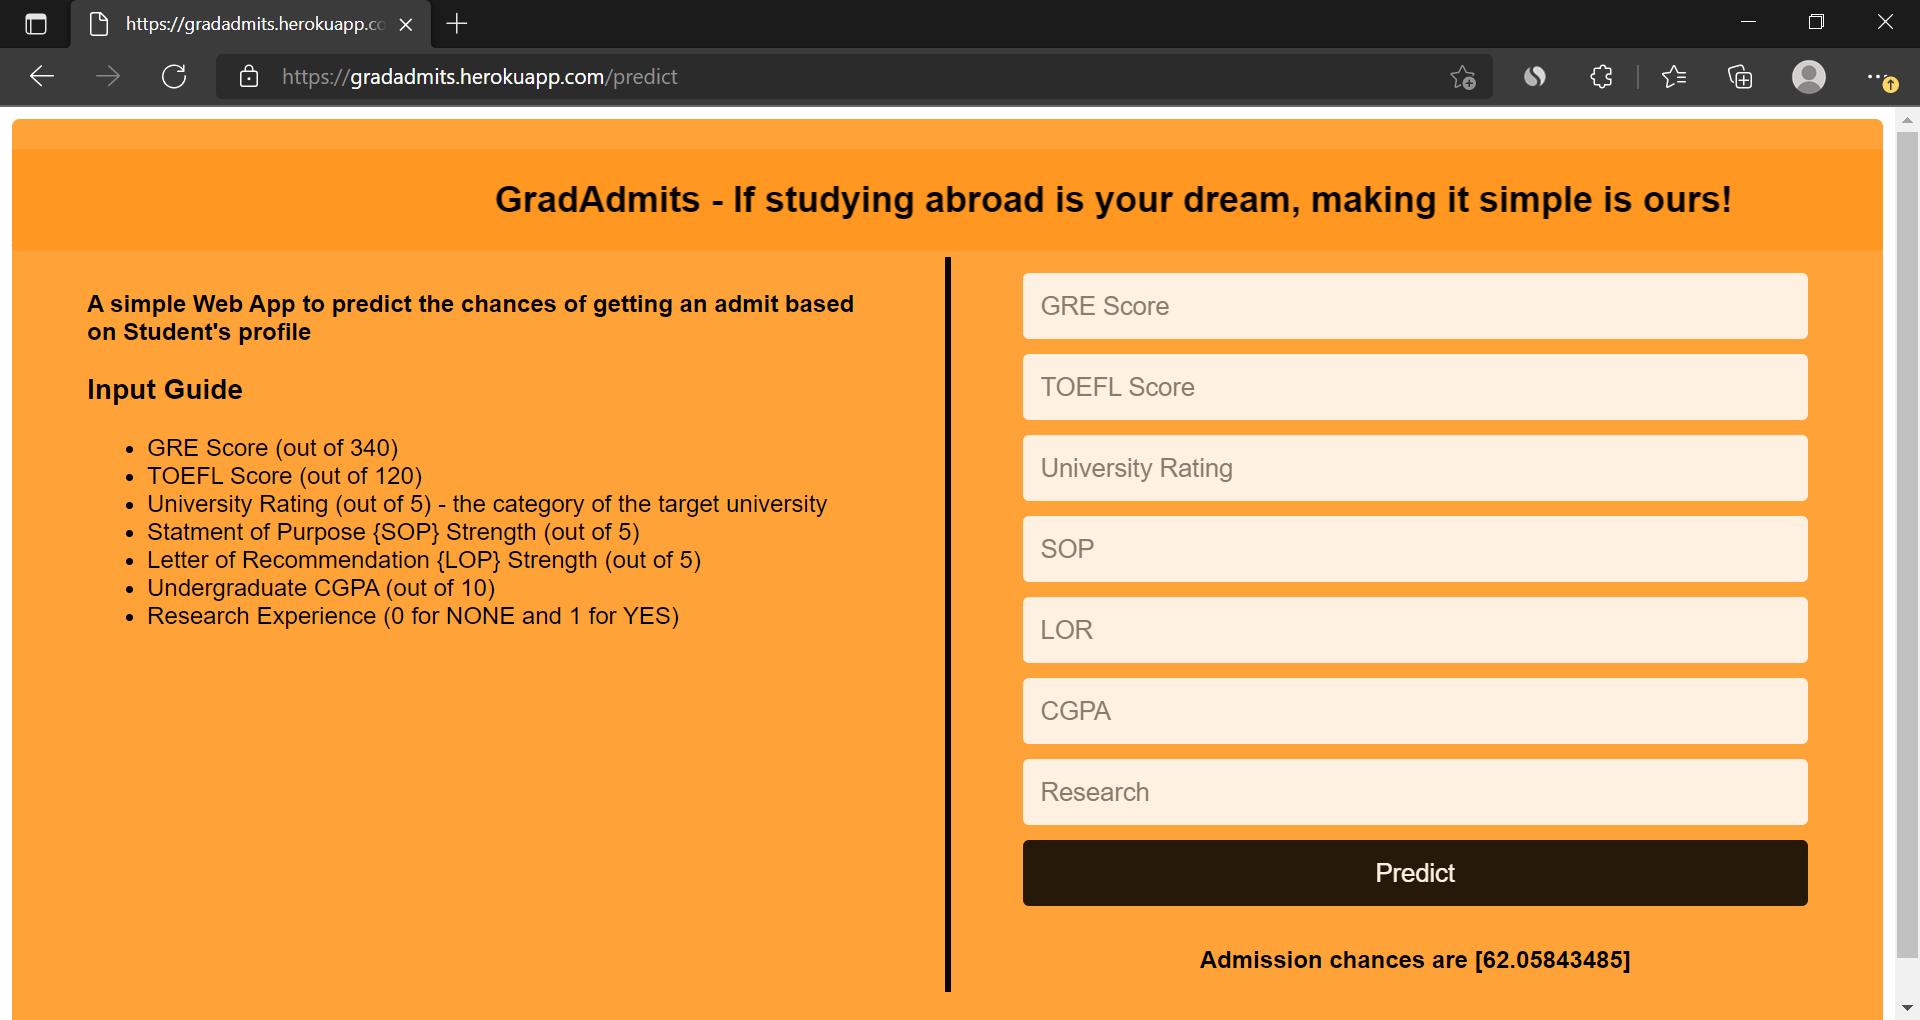 https://gradadmits.herokuapp.co
https://gradadmits.herokuapp.com/predict
GradAdmits - If studying abroad is your dream, making it simple is ours!
A simple Web App to predict the chances of getting an admit based
on Student's profile
Input Guide
• GRE Score (out of 340)
• TOEFL Score (out of 120)
• University Rating (out of 5) - the category of the target university
• Statment of Purpose {SOP} Strength (out of 5)
• Letter of Recommendation {LOP} Strength (out of 5)
• Undergraduate CGPA (out of 10)
• Research Experience (0 for NONE and 1 for YES)
GRE Score
TOEFL Score
University Rating
SOP
LOR
CGPA
Research
Predict
Admission chances are [62.05843485]